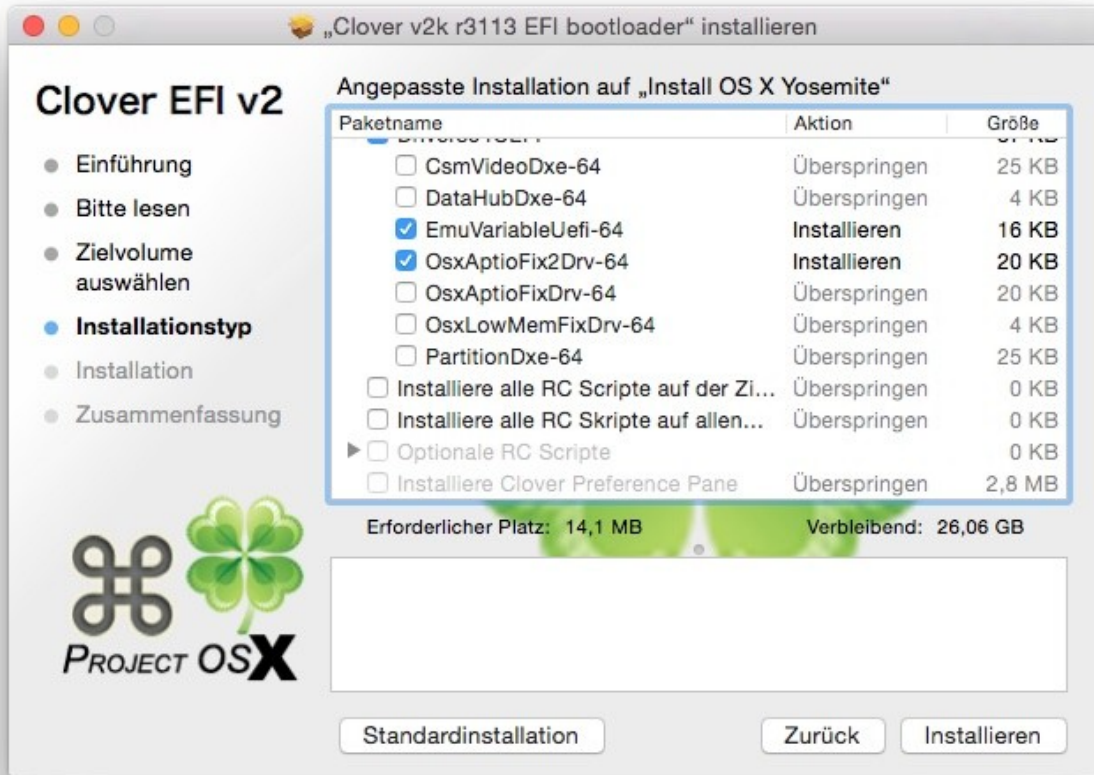 „Clover v2k r3113 EFI bootloader“ installieren
Clover EFI v2
Einführung
Bitte lesen
Zielvolume
auswählen
Installationstyp
Installation
Zusammenfassung
PROJECT OSX
Angepasste Installation auf „Install OS X Yosemite“
Paketname Aktion Größe
CsmVideoDxe-64 Überspringen 25 KB
DataHubDxe-64 Überspringen 4 KB
EmuVariableUefi-64 Installieren 16 KB
OsxAptioFix2Drv-64 Installieren 20 KB
OsxAptioFixDrv-64 Überspringen 20 KB
OsxLowMemFixDrv-64 Überspringen 4 KB
PartitionDxe-64 Überspringen 25 KB
Installiere alle RC Scripte auf der Zi... Überspringen 0 KB
Installiere alle RC Skripte auf allen... Überspringen 0 KB
Optionale RC Scripte 0 KB
Installiere Clover Preference Pane Überspringen 2,8 MB
Erforderlicher Platz: 14,1 MB Verbleibend: 26,06 GB
Standardinstallation Zurück Installieren